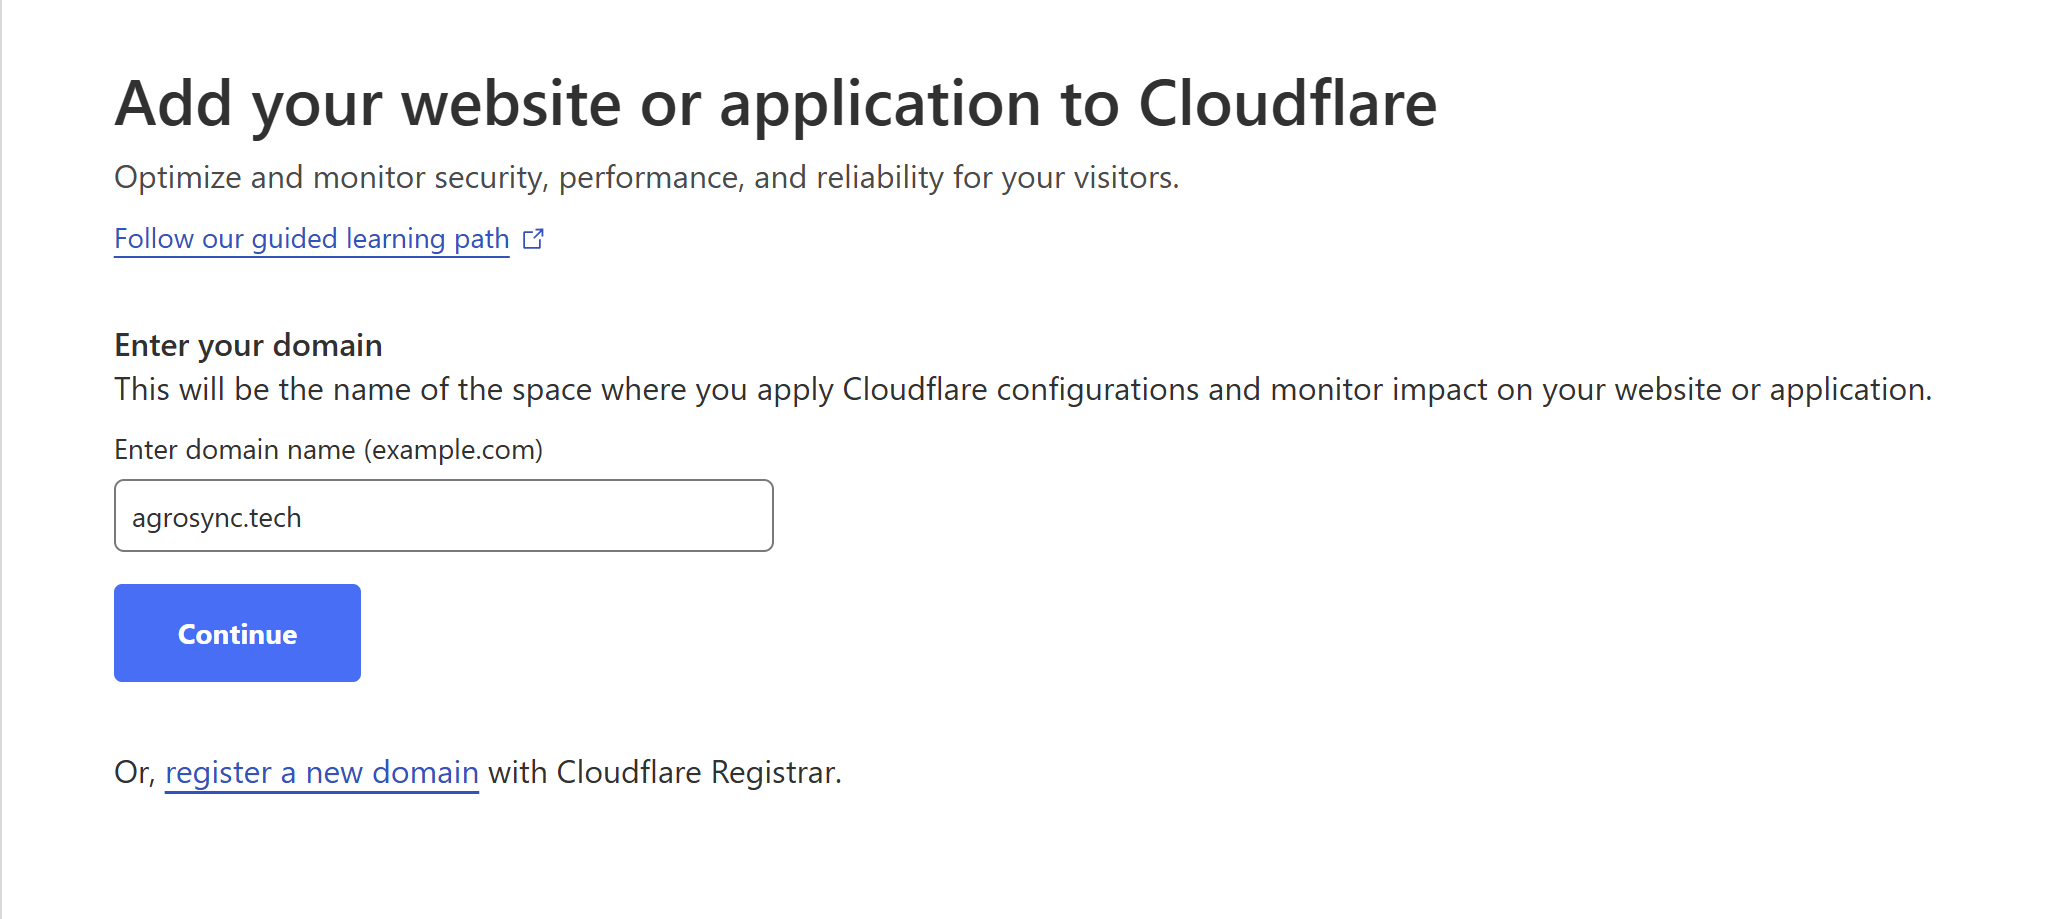 Add your website or application to Cloudflare
Optimize and monitor security, performance, and reliability for your visitors.
Follow our guided learning path
Enter your domain
This will be the name of the space where you apply Cloudflare configurations and monitor impact on your website or application.
Enter domain name (example.com)
agrosync.tech
Continue
Or, register a new domain with Cloudflare Registrar.